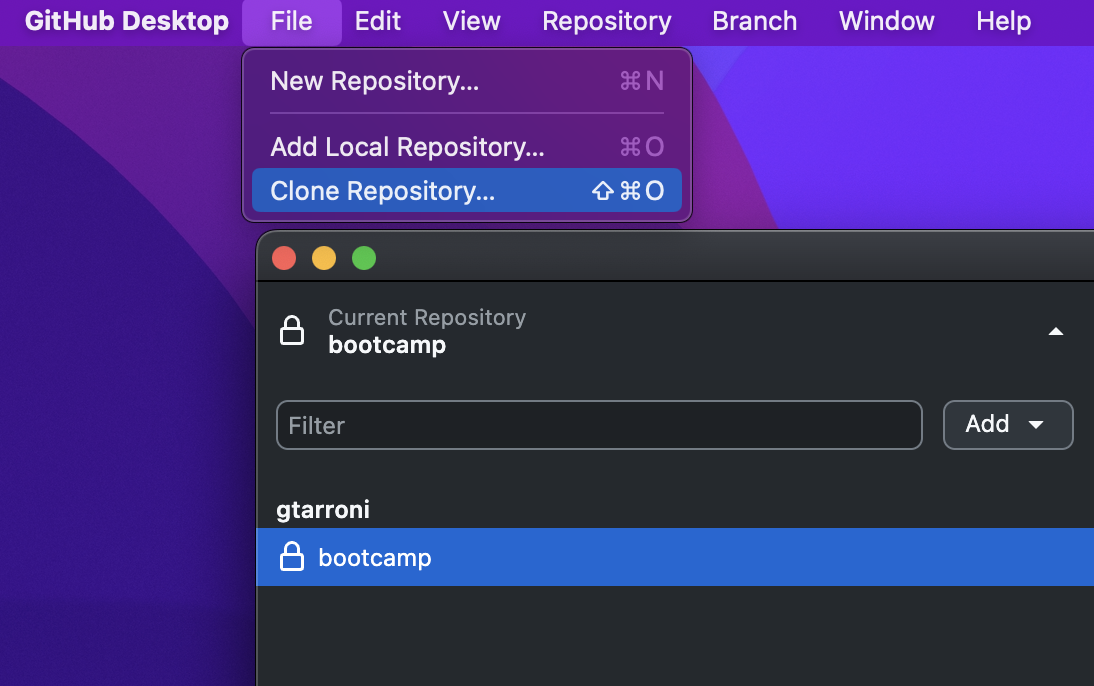 GitHub Desktop File Edit View Repository Branch Window Help
New Repository... ⌘N
Add Local Repository... ⌘O
Clone Repository... ⇧⌘O
Current Repository
bootcamp
Filter
Add
gtarroni
bootcamp